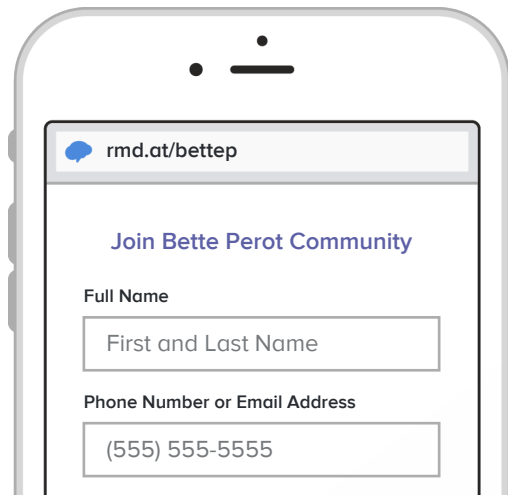 rmd.at/bettep
Join Bette Perot Community
Full Name
First and Last Name
Phone Number or Email Address
(555) 555-5555